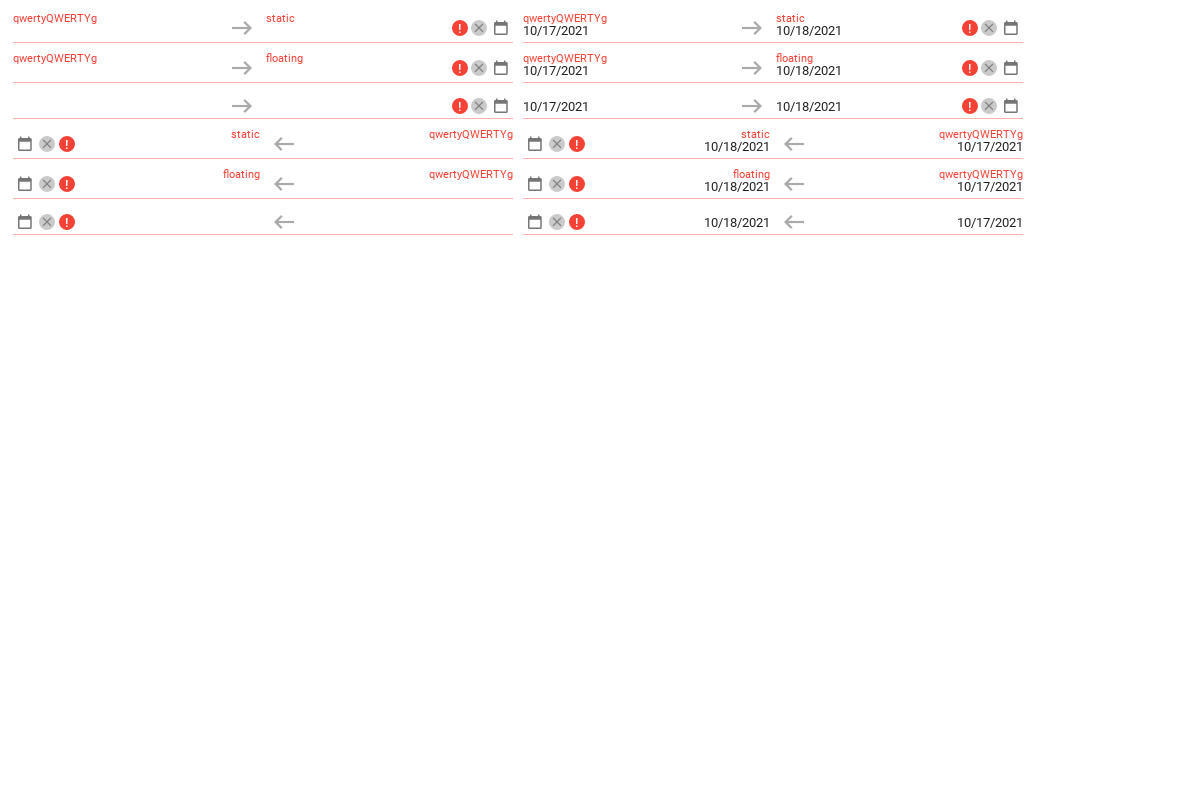 qwertyQWERTYg static qwertyQWERTYg static
10/17/2021 10/18/2021
qwertyQWERTYg floating qwertyQWERTYg floating
10/17/2021 10/18/2021
10/17/2021 10/18/2021
static qwertyQWERTYg static qwertyQWERTYg
10/18/2021 10/17/2021
floating qwertyQWERTYg floating qwertyQWERTYg
10/18/2021 10/17/2021
10/18/2021 10/17/2021